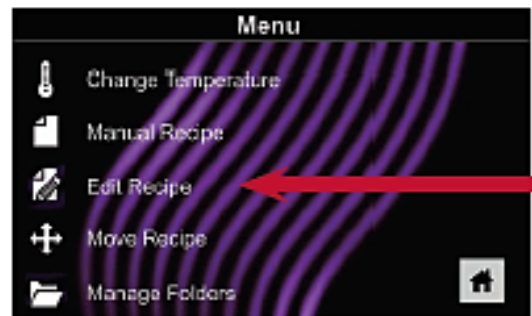 Menu
Change Temperature
Manual Recipe
Edit Recipe
Move Recipe
Manage Folders